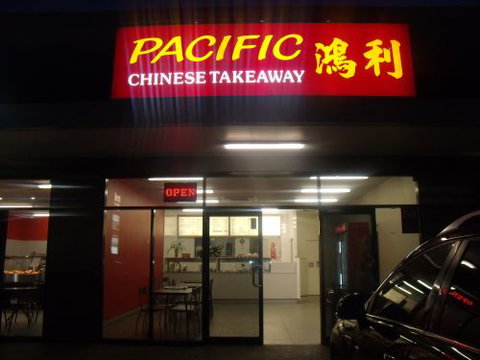 PACIFIC
CHINESE TAKEAWAY
鴻利
OPEN